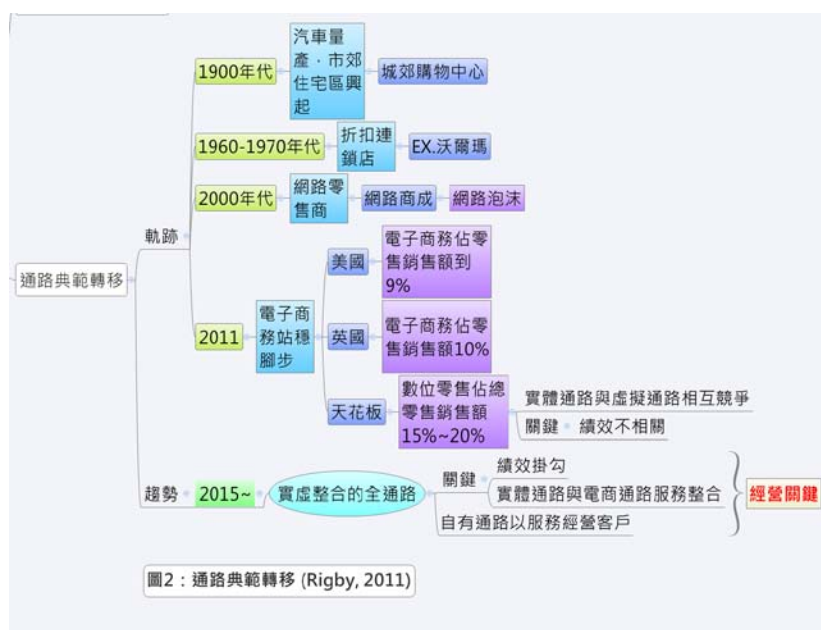 通路典範轉移
軌跡
1900年代
汽車量
產，市郊
住宅區興
起
城郊購物中心
1960-1970年代
折扣連
鎖店
EX.沃爾瑪
2000年代
網路零
售商
網路商成
網路泡沫
2011
電子商
務站穩
腳步
美國
電子商務佔零
售銷售額到
9%
英國
電子商務佔零
售銷售額10%
天花板
數位零售佔總
零售銷售額
15%~20%
實體通路與虛擬通路相互競爭
關鍵
績效不相關
趨勢
2015~
實虛整合的全通路
關鍵
績效掛勾
實體通路與電商通路服務整合
自有通路以服務經營客戶
經營關鍵
圖2：通路典範轉移 (Rigby, 2011)